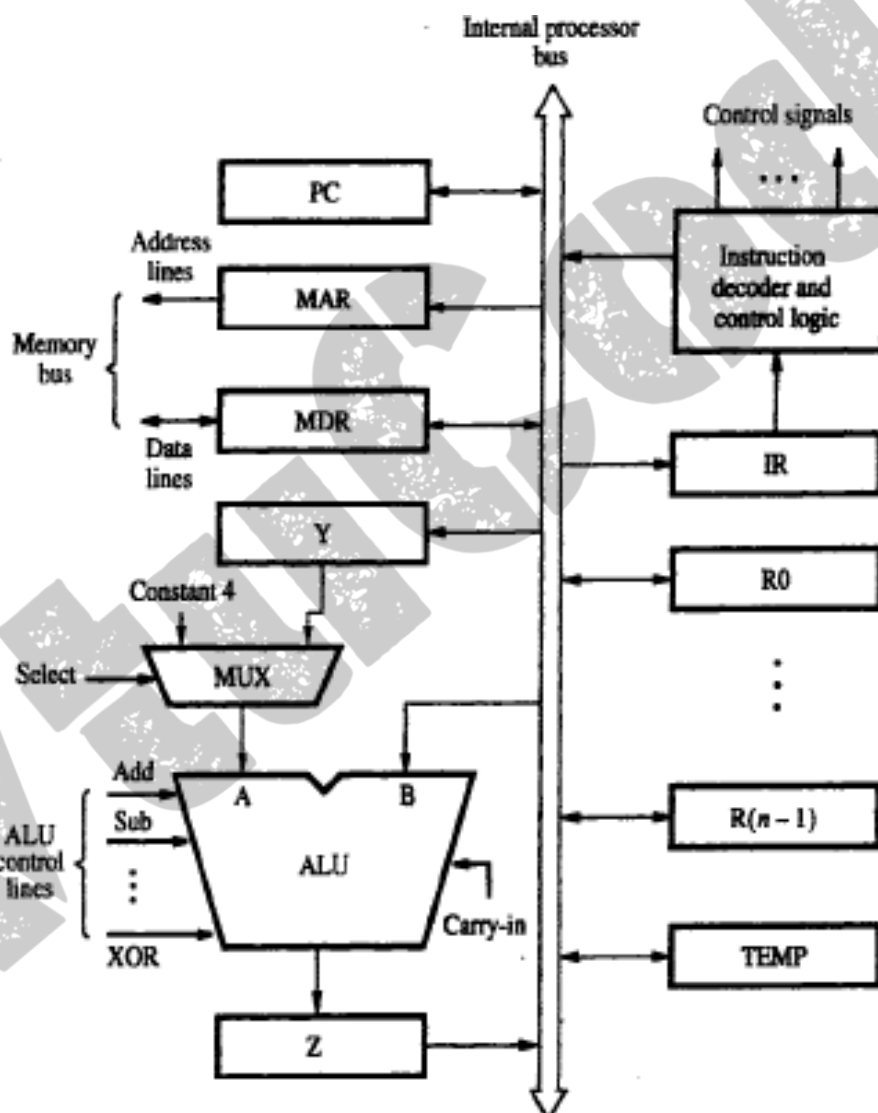 Internal processor
bus
Control signals
...
PC
Address
lines
MAR
Instruction
decoder and
control logic
Memory
bus
MDR
Data
lines
IR
Y
R0
Constant 4
Select
MUX
Add
A
B
R(n − 1)
Sub
ALU
control
lines
ALU
Carry-in
XOR
TEMP
Z